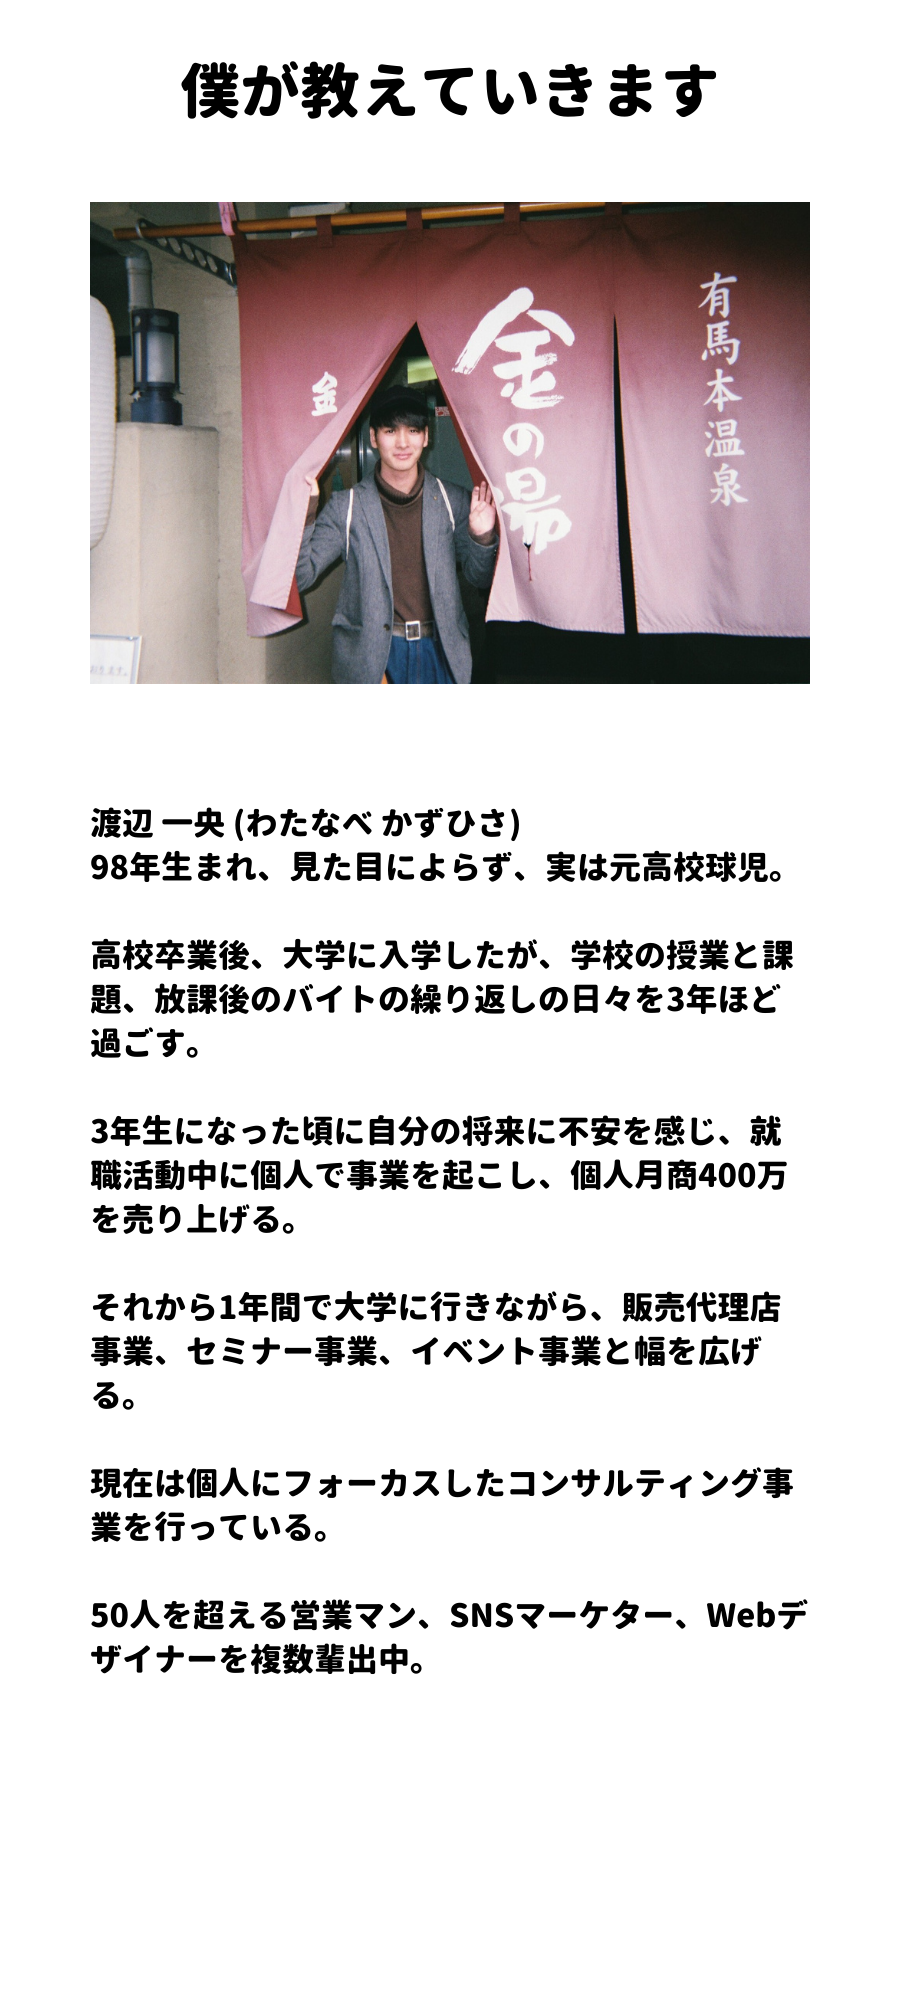 僕が教えていきます
金
金の湯
有馬本温泉
渡辺 一央 (わたなべ かずひさ)
98年生まれ、見た目によらず、実は元高校球児。
高校卒業後、大学に入学したが、学校の授業と課
題、放課後のバイトの繰り返しの日々を3年ほど
過ごす。
3年生になった頃に自分の将来に不安を感じ、就
職活動中に個人で事業を起こし、個人月商400万
を売り上げる。
それから1年間で大学に行きながら、販売代理店
事業、セミナー事業、イベント事業と幅を広げ
る。
現在は個人にフォーカスしたコンサルティング事
業を行っている。
50人を超える営業マン、SNSマーケター、Webデ
ザイナーを複数輩出中。